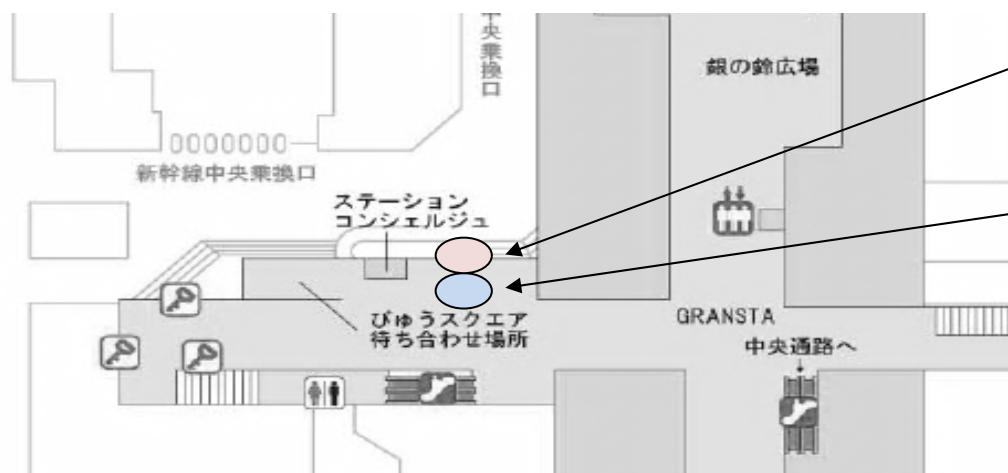 中央乗換口
銀の鈴広場
新幹線中央乗換口
ステーション
コンシェルジュ
びゅうスクエア
待ち合わせ場所
GRANSTA
中央通路へ